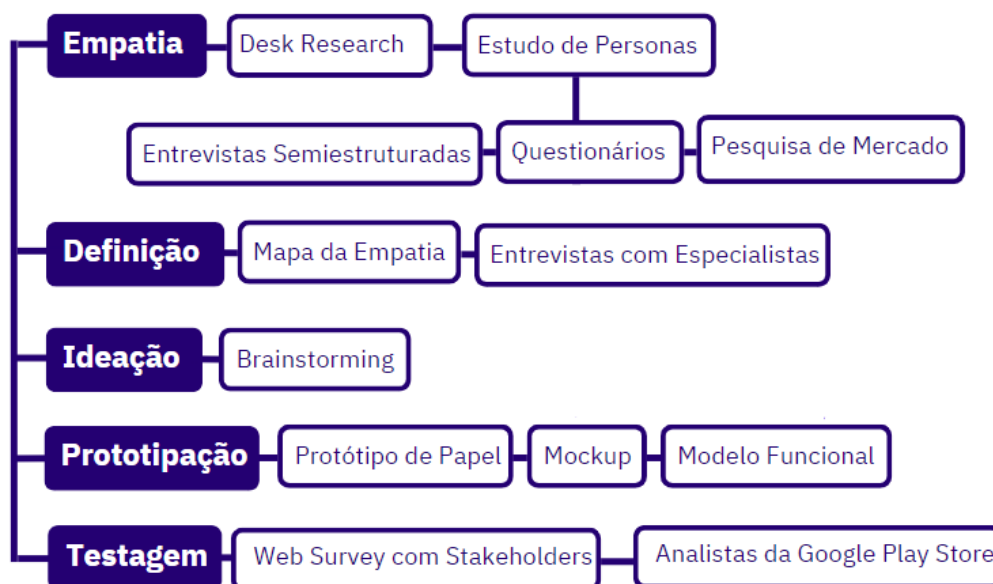 Empatia
Desk Research
Estudo de Personas
Entrevistas Semiestruturadas
Questionários
Pesquisa de Mercado
Definição
Mapa da Empatia
Entrevistas com Especialistas
Ideação
Brainstorming
Prototipação
Protótipo de Papel
Mockup
Modelo Funcional
Testagem
Web Survey com Stakeholders
Analistas da Google Play Store